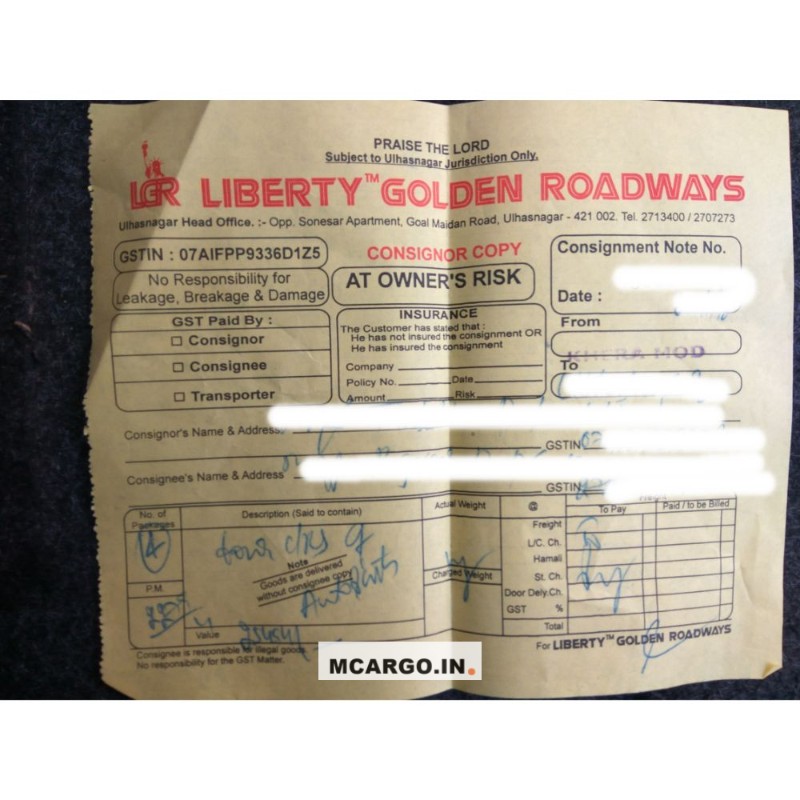 PRAISE THE LORD
Subject to Ulhasnagar Jurisdiction Only.
LGR LIBERTY™ GOLDEN ROADWAYS
Ulhasnagar Head Office. :- Opp. Sonesar Apartment, Goal Maidan Road, Ulhasnagar - 421 002. Tel. 2713400 / 2707273
GSTIN : 07AIFPP9336D1Z5
CONSIGNOR COPY
Consignment Note No.
No Responsibility for
Leakage, Breakage & Damage
AT OWNER'S RISK
Date :
GST Paid By :
Consignor
Consignee
Transporter
INSURANCE
The Customer has stated that :
He has not insured the consignment OR
He has insured the consignment
Company
Policy No. Date
Amount Risk
From
KHERA MOD
To
Consignor's Name & Address
GSTIN
Consignee's Name & Address
GSTIN
No. of Packages
Description (Said to contain)
Actual Weight
@
To Pay
Paid / to be Billed
4
four ctns of
Note
Goods are delivered
without consignee copy
Autoparts
Charged Weight
Freight
L/C. Ch.
Hamali
St. Ch.
Door Dely.Ch.
GST %
Total
P.M.
Value
Consignee is responsible for illegal goods.
No responsibility for the GST Matter.
For LIBERTY™ GOLDEN ROADWAYS
MCARGO.IN.